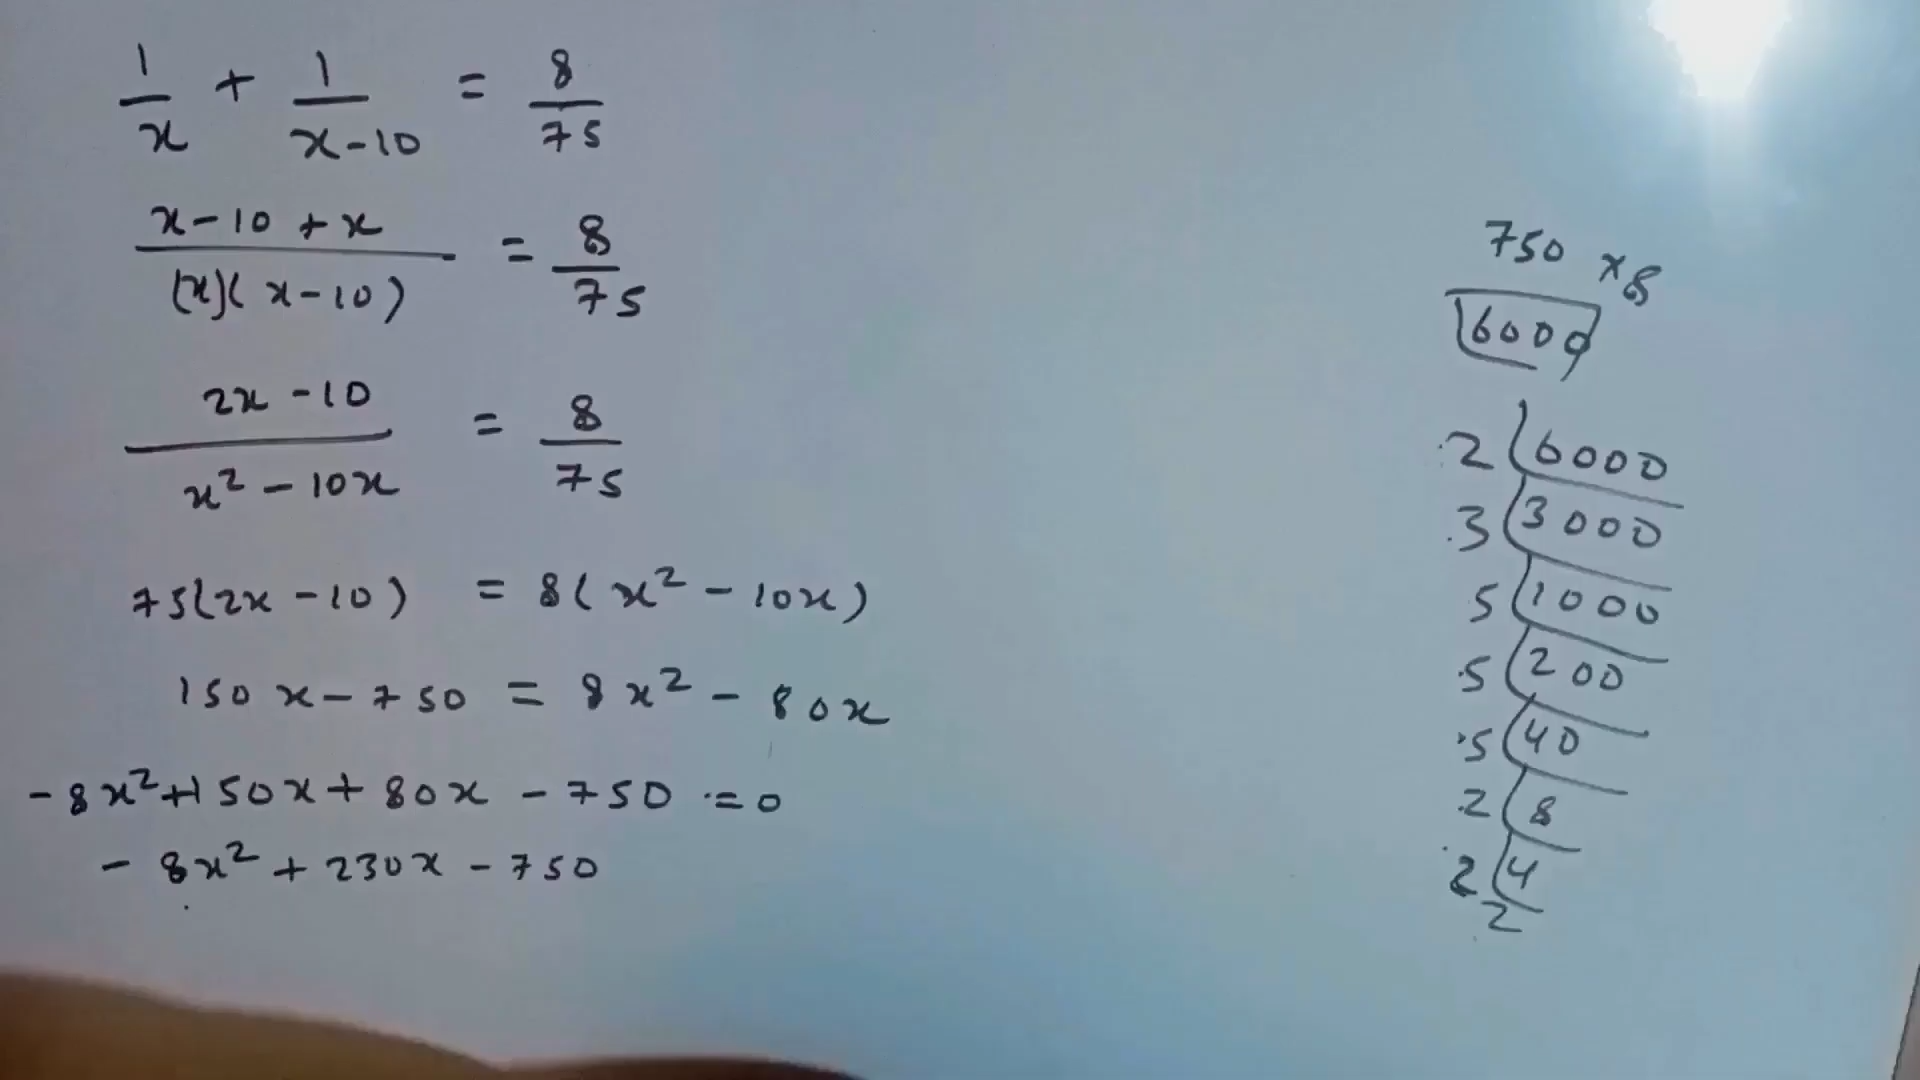 1/x + 1/(x-10) = 8/75
(x-10+x)/((x)(x-10)) = 8/75
(2x-10)/(x²-10x) = 8/75
75(2x-10) = 8(x²-10x)
150x-750 = 8x²-80x
-8x²+150x+80x-750=0
-8x²+230x-750
750 x8
6000
2 6000
3 3000
5 1000
5 200
5 40
2 8
2 4
2